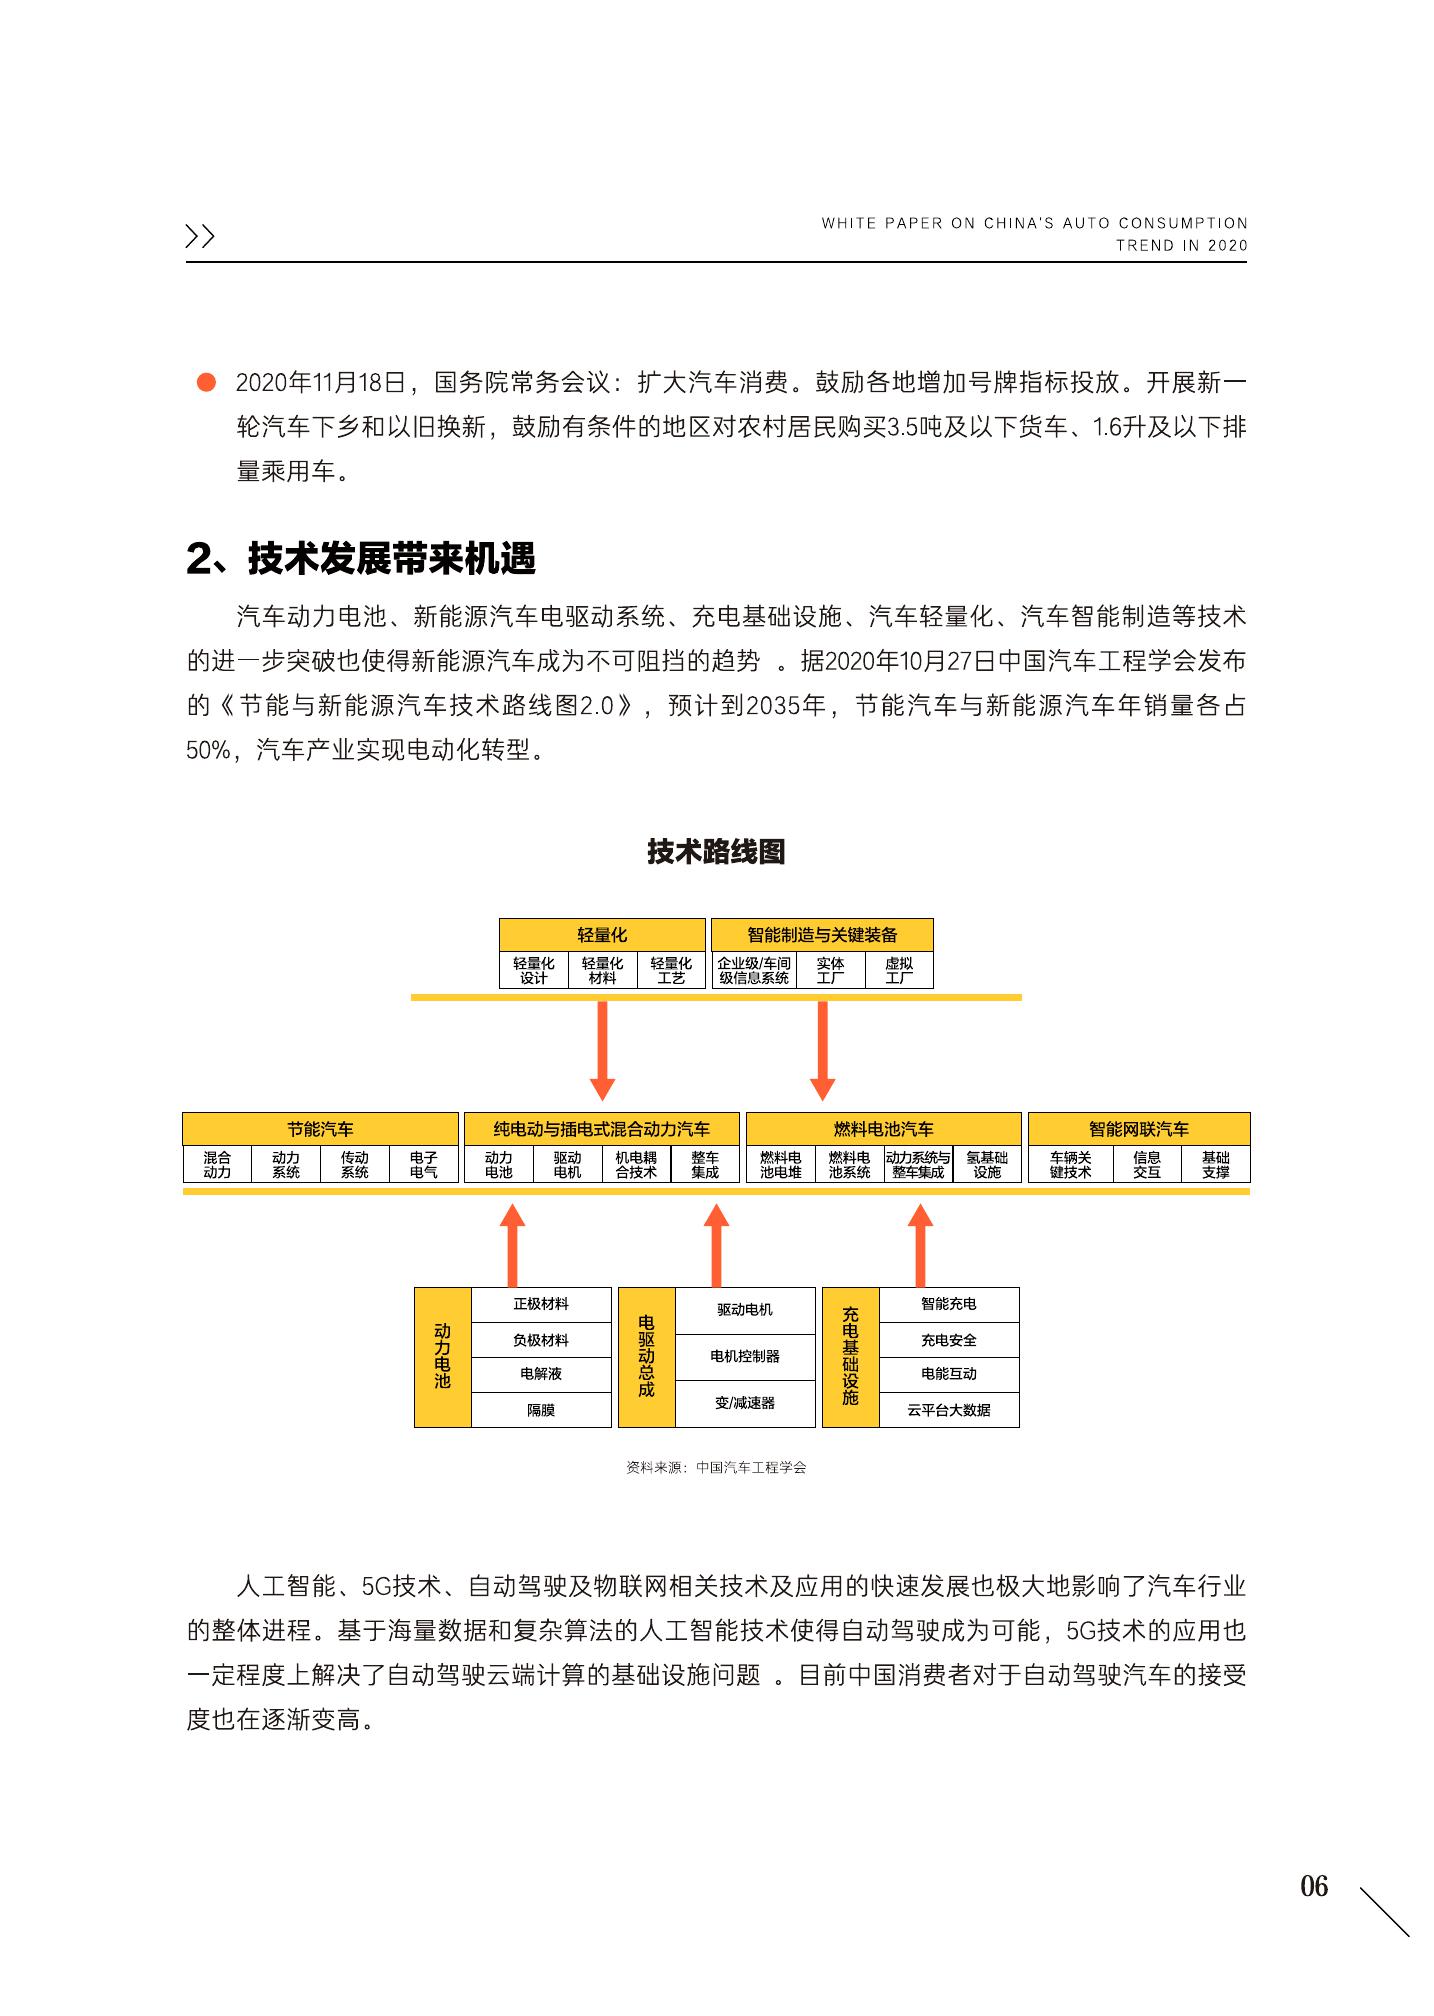 WHITE PAPER ON CHINA'S AUTO CONSUMPTION
TREND IN 2020
2020年11月18日，国务院常务会议：扩大汽车消费。鼓励各地增加号牌指标投放。开展新一
轮汽车下乡和以旧换新，鼓励有条件的地区对农村居民购买3.5吨及以下货车、1.6升及以下排
量乘用车。
2、技术发展带来机遇
汽车动力电池、新能源汽车电驱动系统、充电基础设施、汽车轻量化、汽车智能制造等技术
的进一步突破也使得新能源汽车成为不可阻挡的趋势 。据2020年10月27日中国汽车工程学会发布
的《节能与新能源汽车技术路线图2.0》，预计到2035年，节能汽车与新能源汽车年销量各占
50%，汽车产业实现电动化转型。
技术路线图
轻量化 智能制造与关键装备
轻量化 轻量化 轻量化 企业级/车间 实体 虚拟
设计 材料 工艺 级信息系统 工厂 工厂
节能汽车 纯电动与插电式混合动力汽车 燃料电池汽车 智能网联汽车
混合 动力 传动 电子 动力 驱动 机电耦 整车 燃料电 燃料电 动力系统与 氢基础 车辆关 信息 基础
动力 系统 系统 电气 电池 电机 合技术 集成 池电堆 池系统 整车集成 设施 键技术 交互 支撑
动力电池
正极材料
负极材料
电解液
隔膜
电驱动总成
驱动电机
电机控制器
变/减速器
充电基础设施
智能充电
充电安全
电能互动
云平台大数据
资料来源：中国汽车工程学会
人工智能、5G技术、自动驾驶及物联网相关技术及应用的快速发展也极大地影响了汽车行业
的整体进程。基于海量数据和复杂算法的人工智能技术使得自动驾驶成为可能，5G技术的应用也
一定程度上解决了自动驾驶云端计算的基础设施问题 。目前中国消费者对于自动驾驶汽车的接受
度也在逐渐变高。
06